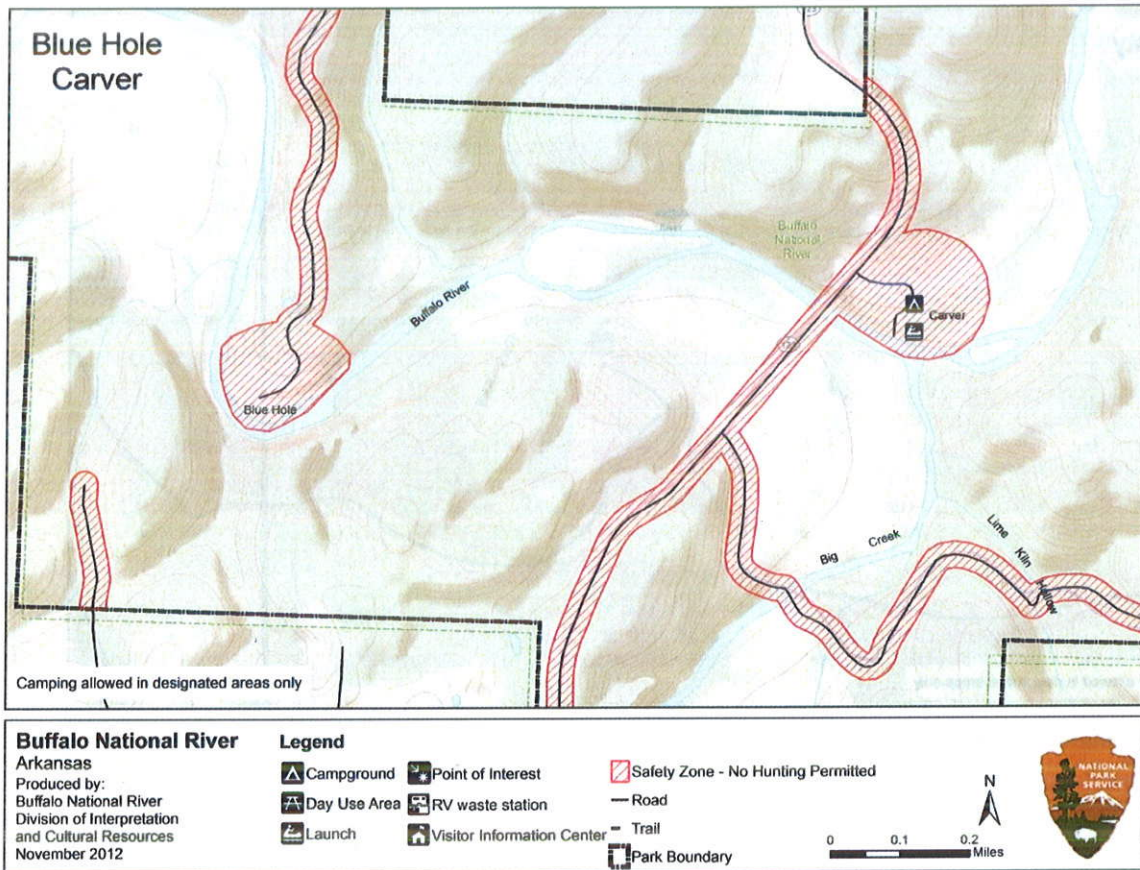 Blue Hole
Carver
Buffalo
National
River
Buffalo River
Carver
Blue Hole
Big Creek
Lime Kiln Hollow
Camping allowed in designated areas only
Buffalo National River
Arkansas
Produced by:
Buffalo National River
Division of Interpretation
and Cultural Resources
November 2012
Legend
Campground
Day Use Area
Launch
Point of Interest
RV waste station
Visitor Information Center
Safety Zone - No Hunting Permitted
Road
Trail
Park Boundary
N
0 0.1 0.2
Miles
NATIONAL
PARK
SERVICE